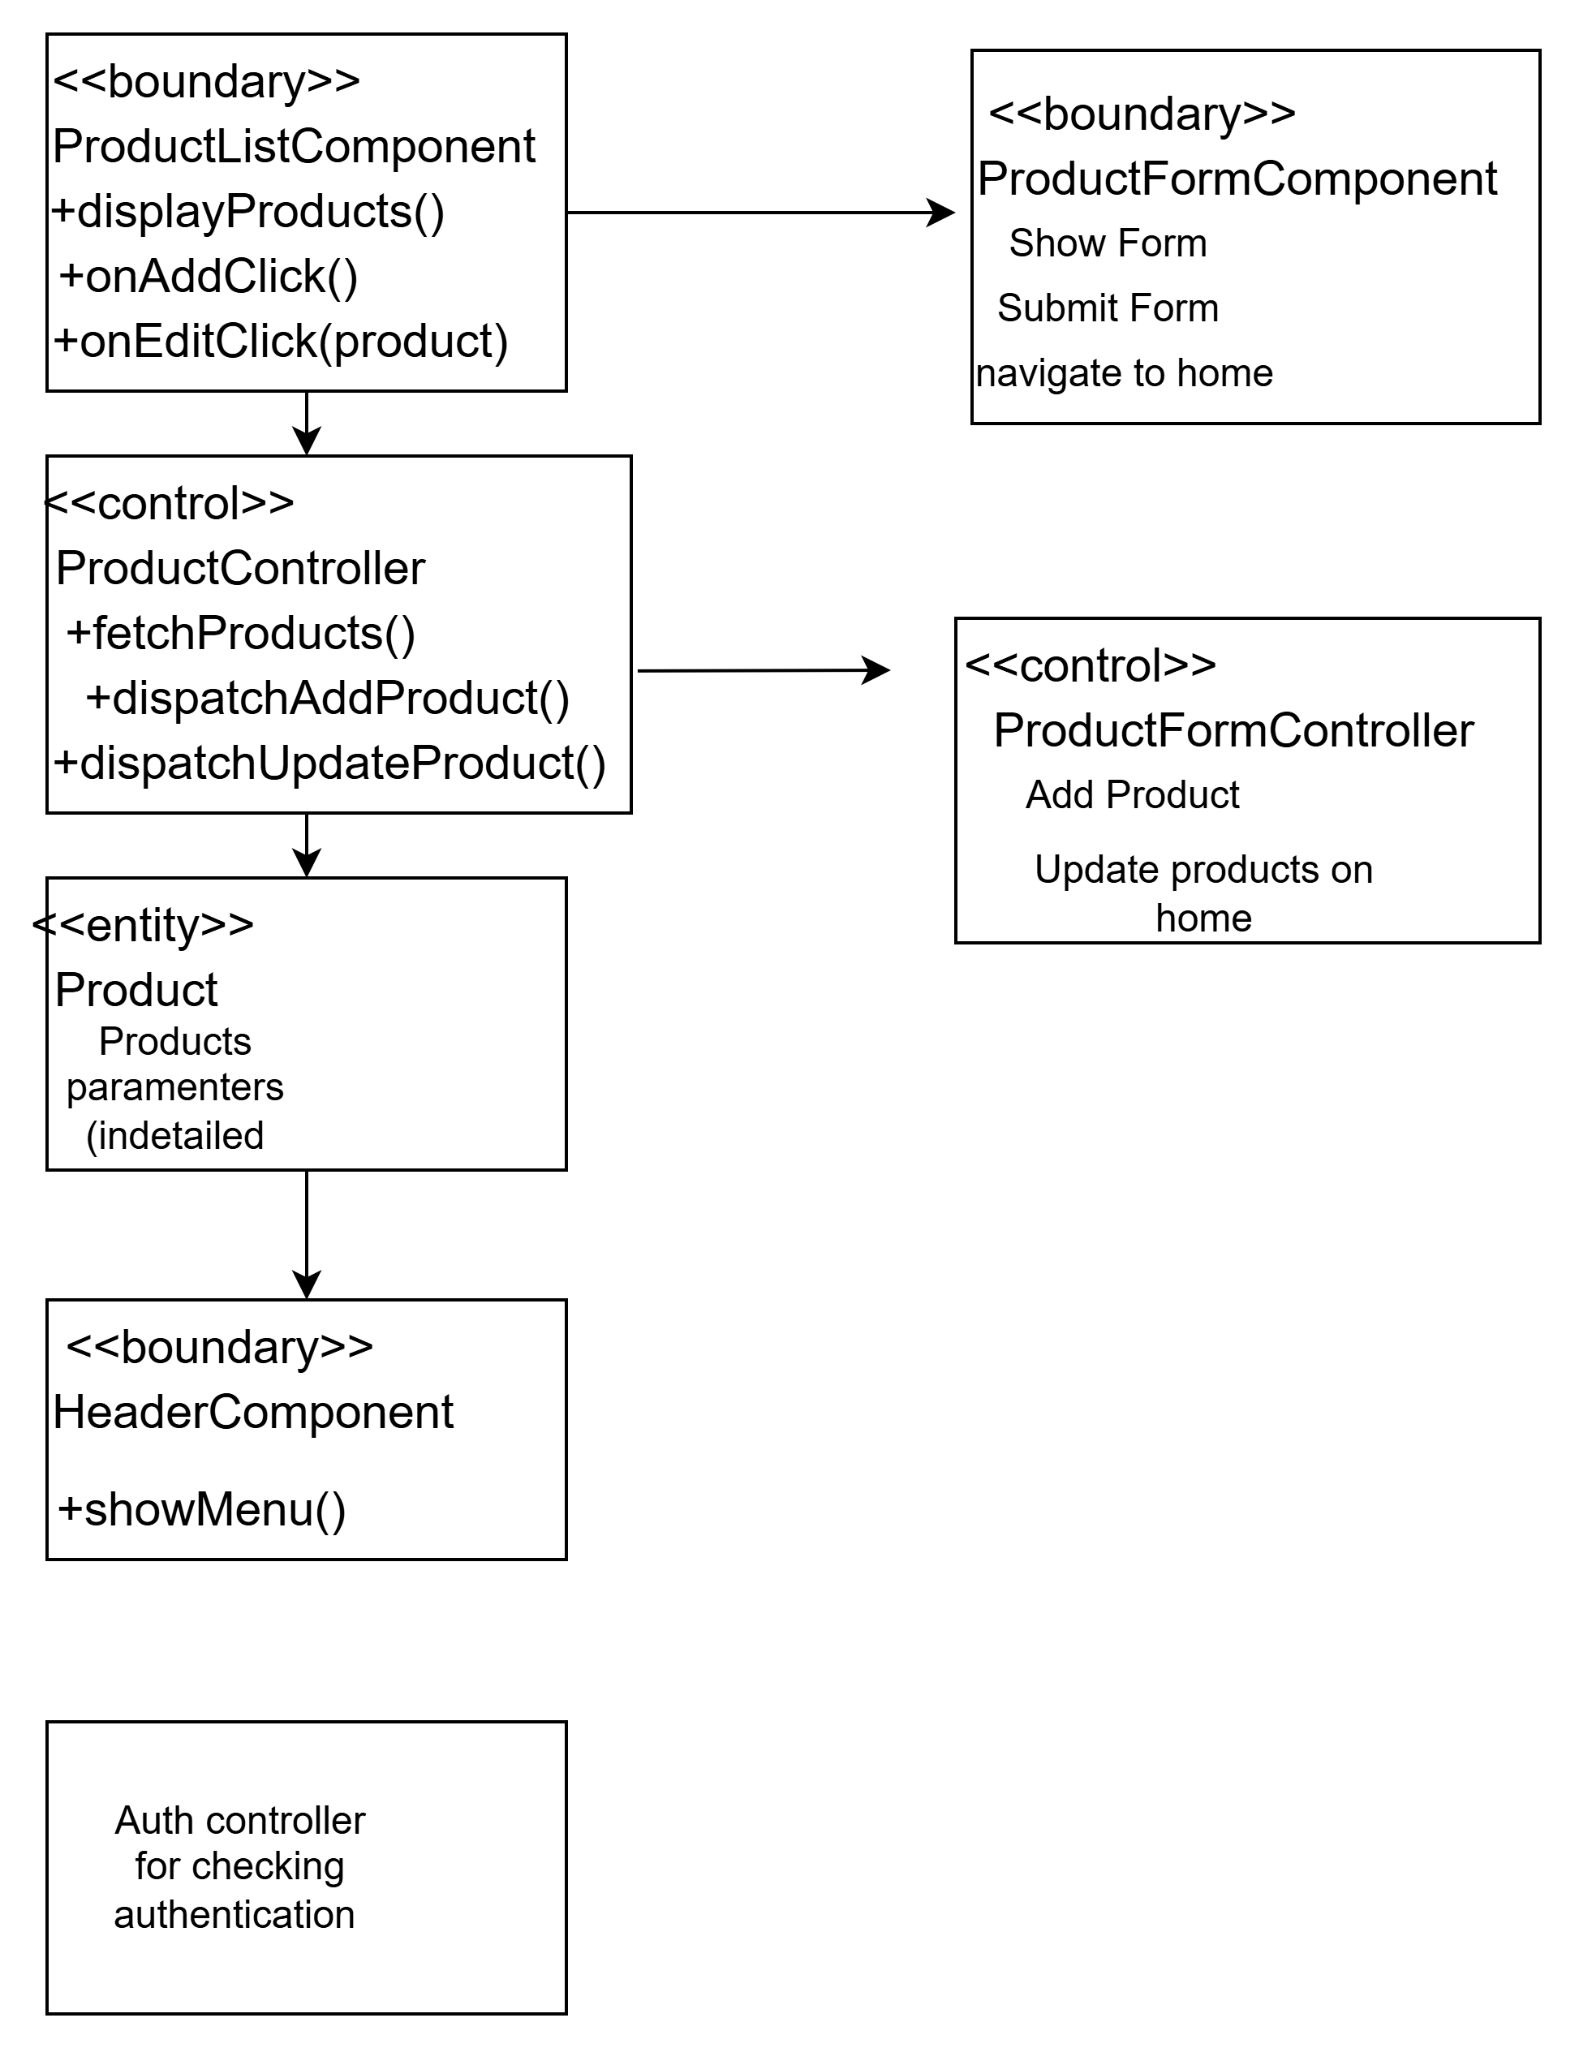 <<boundary>>
ProductListComponent
+displayProducts()
+onAddClick()
+onEditClick(product)
<<boundary>>
ProductFormComponent
Show Form
Submit Form
navigate to home
<<control>>
ProductController
+fetchProducts()
+dispatchAddProduct()
+dispatchUpdateProduct()
<<control>>
ProductFormController
Add Product
Update products on
home
<<entity>>
Product
Products
paramenters
(indetailed
<<boundary>>
HeaderComponent
+showMenu()
Auth controller
for checking
authentication